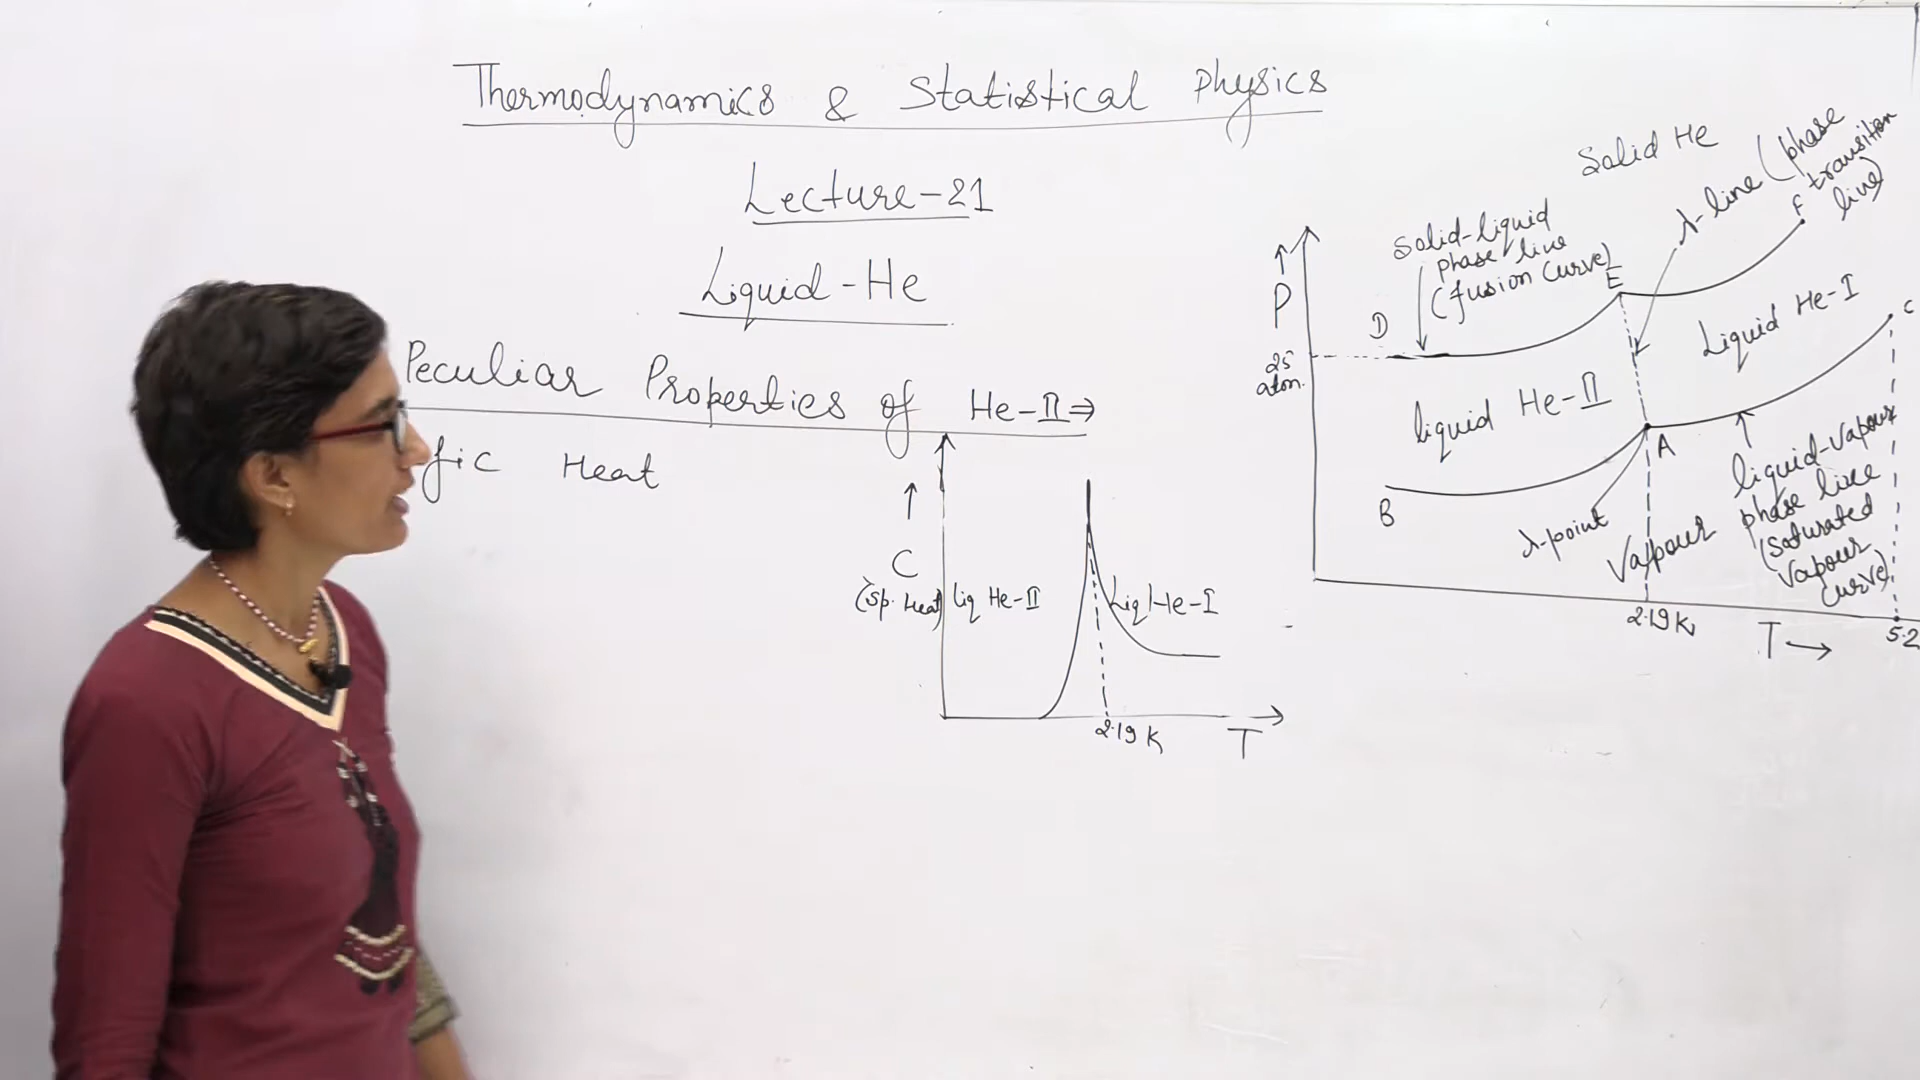 Thermodynamics & Statistical Physics
Lecture-21
Liquid-He
Peculiar Properties of He-II ⇒
fic Heat
↑
C
(Sp. Heat)
liq He-II
Liq He-I
2.19 K
T
Solid He
λ-line (phase
transition
line)
Solid-liquid
phase line
(fusion curve)
↑
P
25
atm.
D
E
F
Liquid He-I
C
liquid He-II
A
B
λ-point
Vapour
liquid-vapour
phase line
(saturated
vapour
curve)
2.19 K
T →
5.2